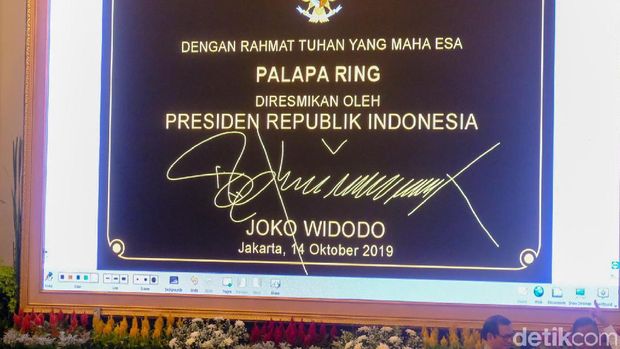 DENGAN RAHMAT TUHAN YANG MAHA ESA
PALAPA RING
DIRESMIKAN OLEH
PRESIDEN REPUBLIK INDONESIA
JOKO WIDODO
Jakarta, 14 Oktober 2019
detikcom